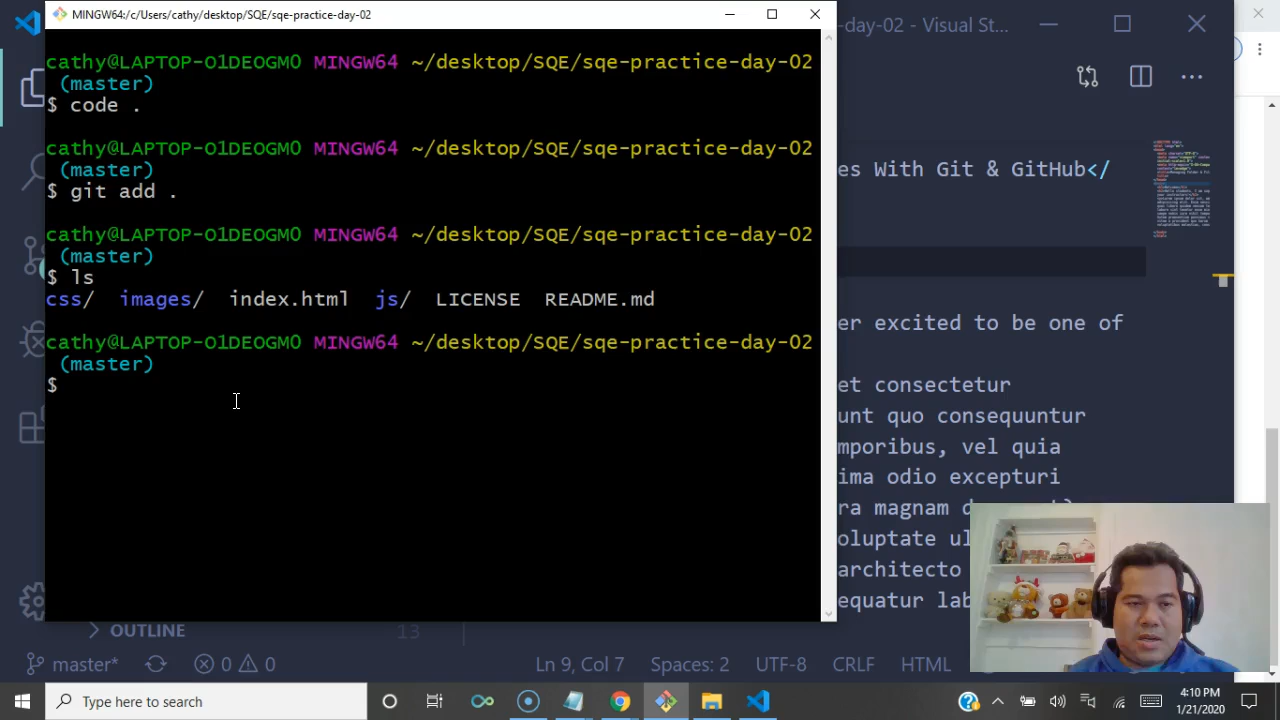 MINGW64:/c/Users/cathy/desktop/SQE/sqe-practice-day-02
-day-02 - Visual St...
cathy@LAPTOP-O1DEOGM0 MINGW64 ~/desktop/SQE/sqe-practice-day-02
(master)
$ code .
cathy@LAPTOP-O1DEOGM0 MINGW64 ~/desktop/SQE/sqe-practice-day-02
(master)
$ git add .
cathy@LAPTOP-O1DEOGM0 MINGW64 ~/desktop/SQE/sqe-practice-day-02
(master)
$ ls
css/ images/ index.html js/ LICENSE README.md
cathy@LAPTOP-O1DEOGM0 MINGW64 ~/desktop/SQE/sqe-practice-day-02
(master)
$
es With Git & GitHub</
er excited to be one of
et consectetur
unt quo consequuntur
mporibus, vel quia
ima odio excepturi
ra magnam
oluptate ul
architecto
equatur lab
OUTLINE
13
master*
0
0
Ln 9, Col 7
Spaces: 2
UTF-8
CRLF
HTML
Type here to search
4:10 PM
1/21/2020